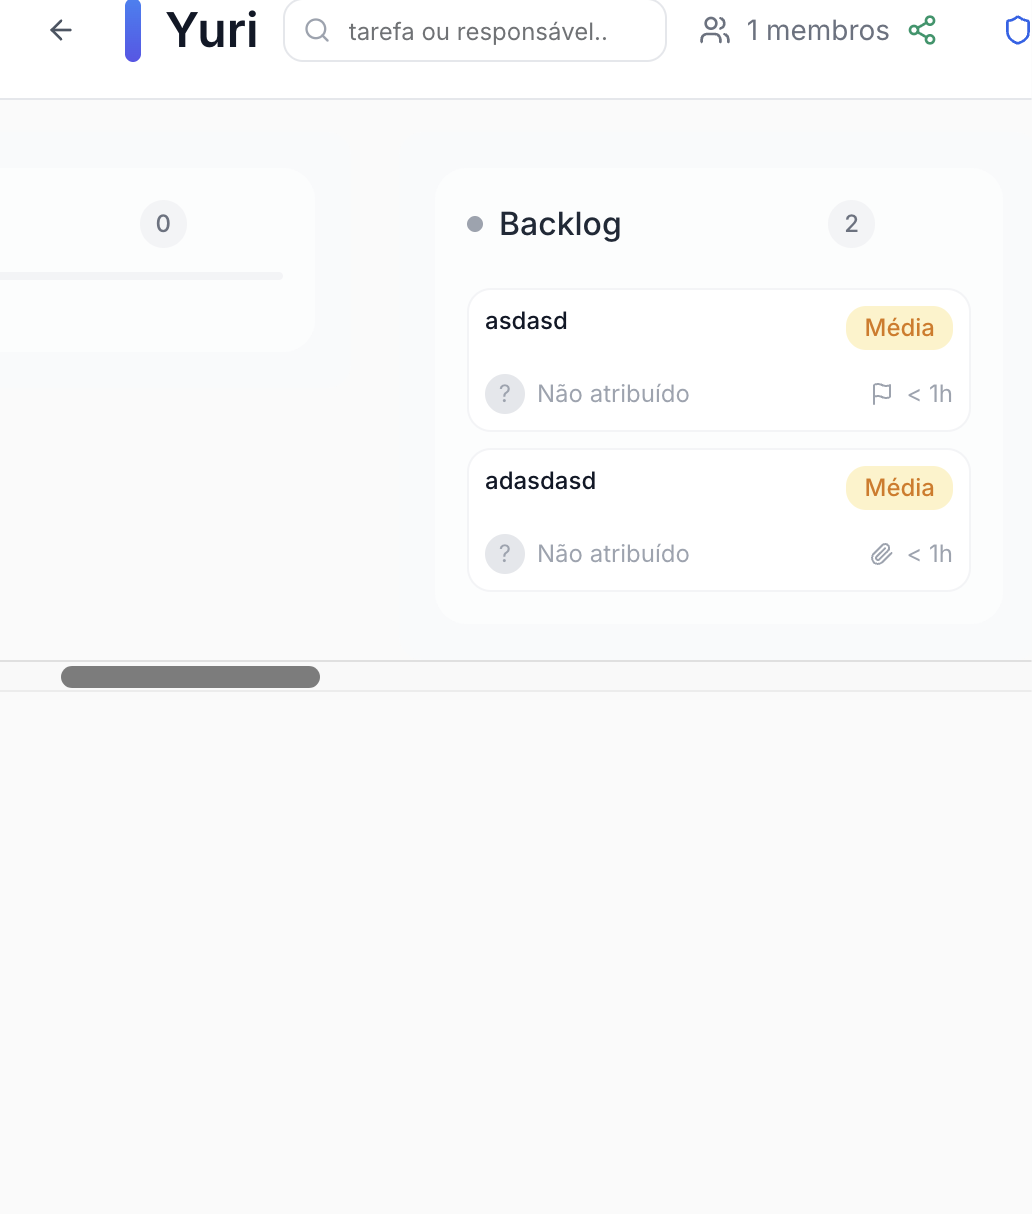 Yuri
tarefa ou responsável..
1 membros
0
Backlog
2
asdasd
Média
?
Não atribuído
< 1h
adasdasd
Média
?
Não atribuído
< 1h